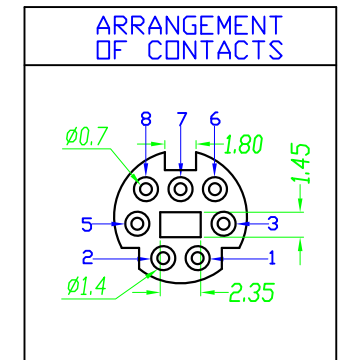 ARRANGEMENT
OF CONTACTS
8 7 6
ø0.7
1.80
1.45
5 3
2 1
ø1.4
2.35